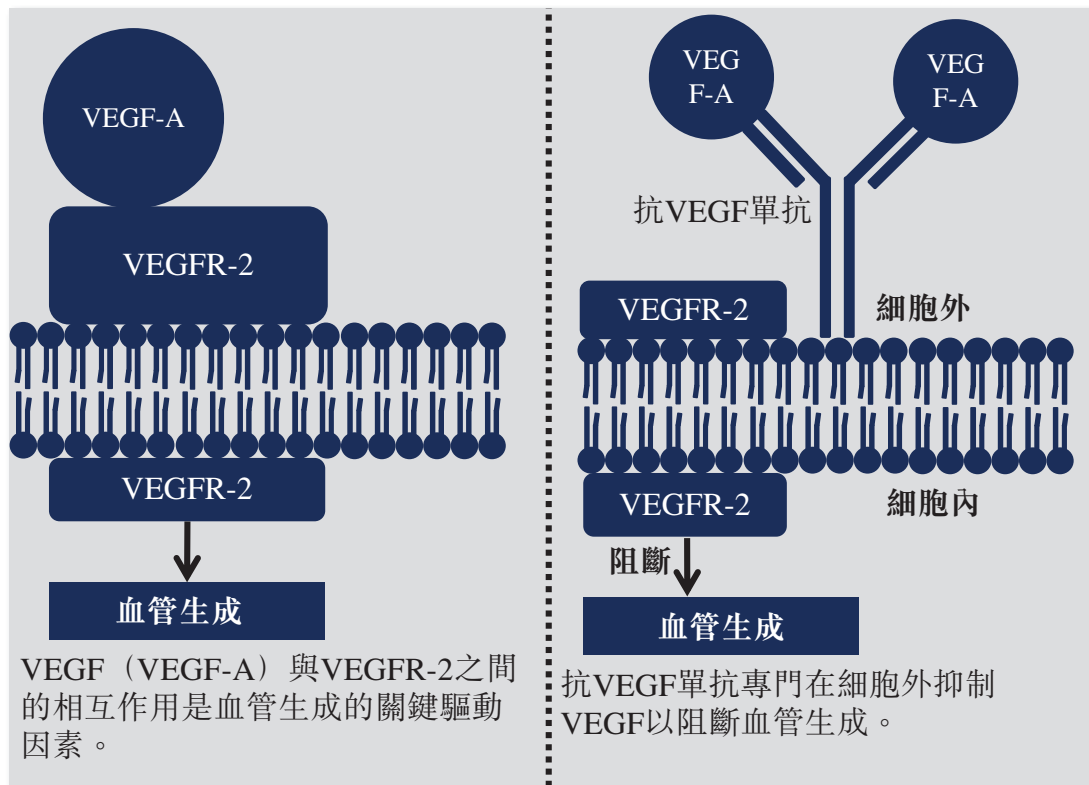 VEGF-A
VEGFR-2
VEGFR-2
血管生成
VEGF（VEGF-A）與VEGFR-2之間
的相互作用是血管生成的關鍵驅動
因素。
VEG
F-A
VEG
F-A
抗VEGF單抗
VEGFR-2
細胞外
VEGFR-2
細胞內
阻斷
血管生成
抗VEGF單抗專門在細胞外抑制
VEGF以阻斷血管生成。